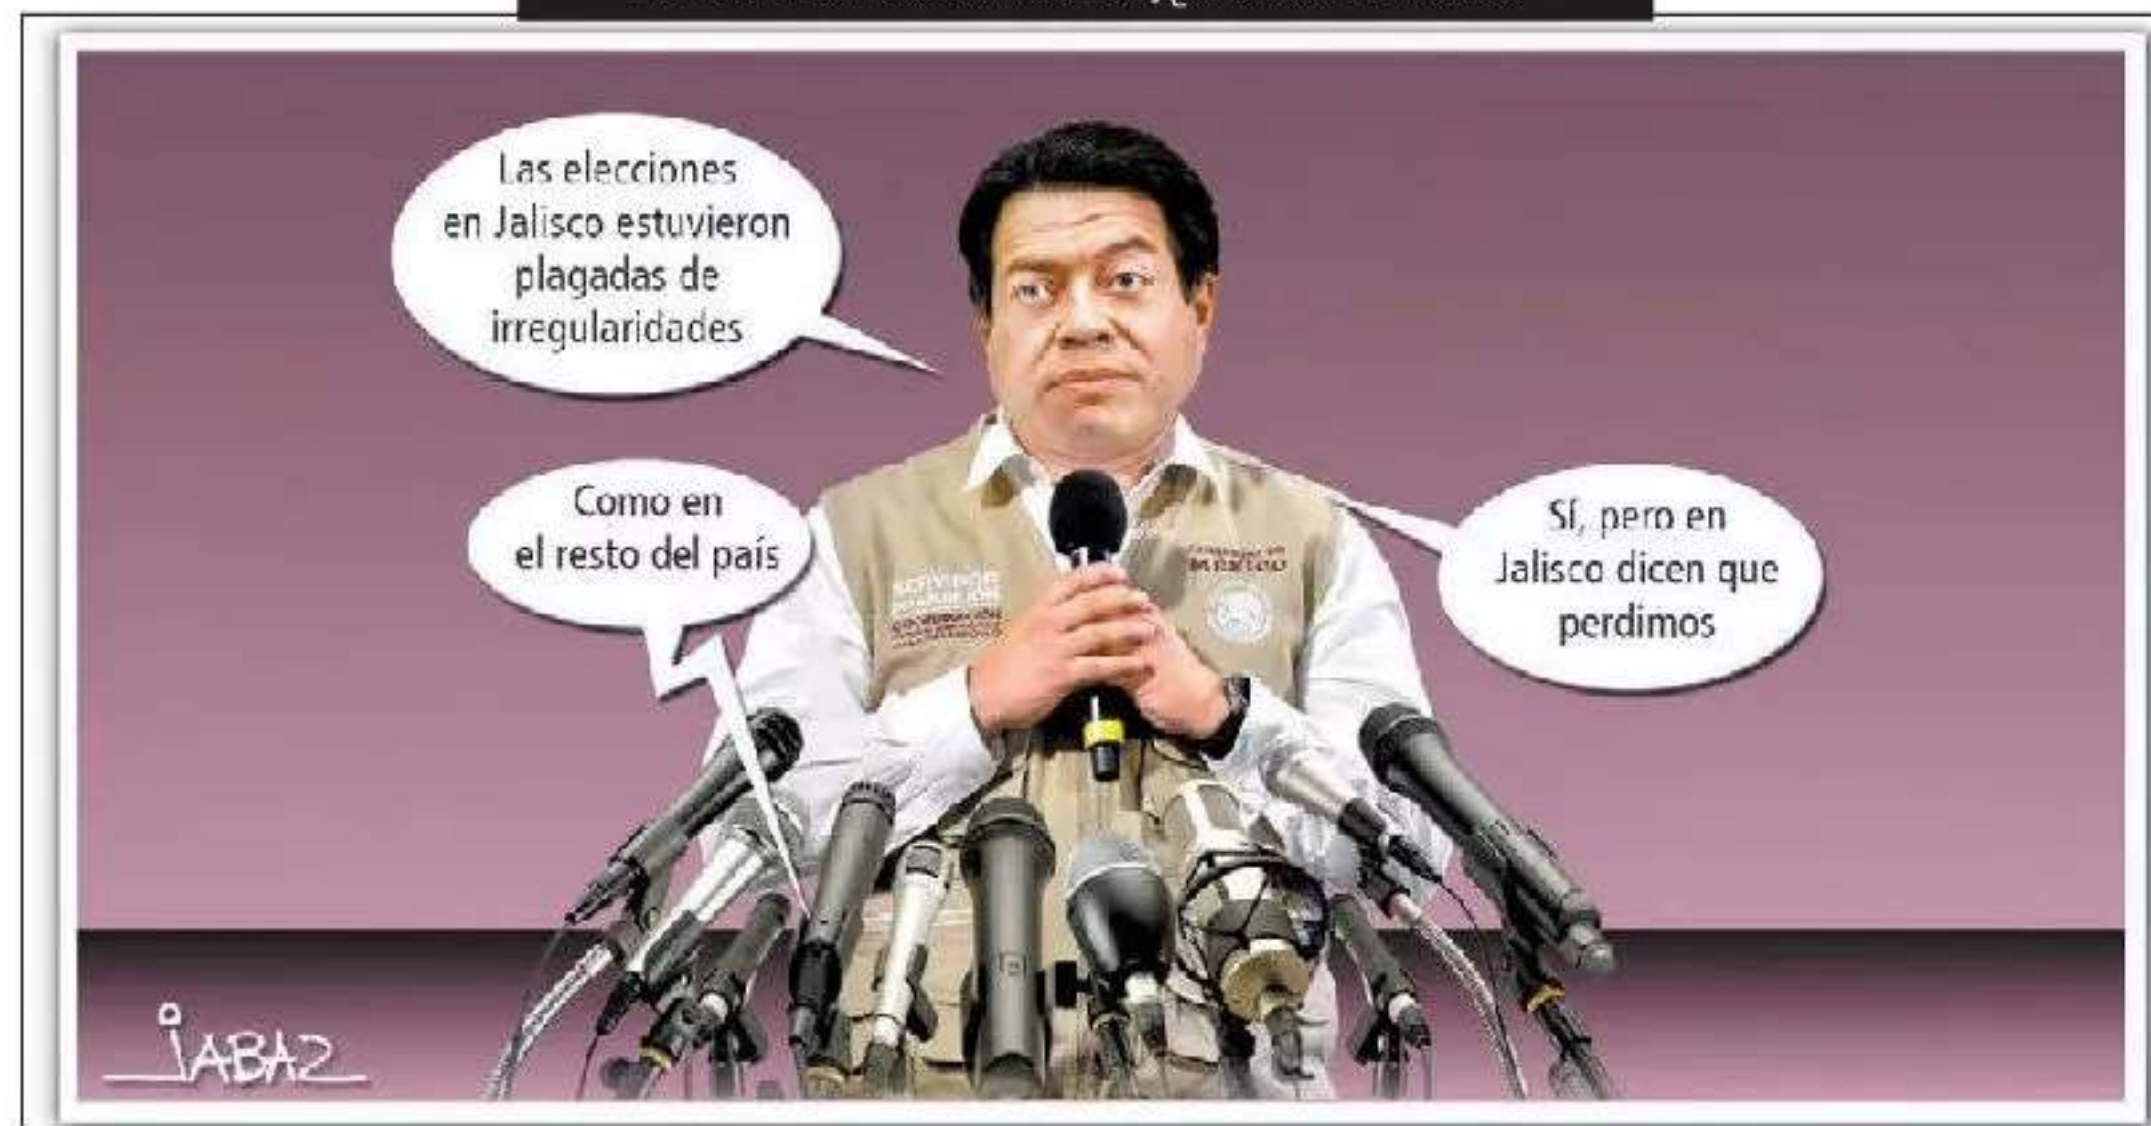 Las elecciones
en Jalisco estuvieron
plagadas de
irregularidades
Como en
el resto del país
Sí, pero en
Jalisco dicen que
perdimos
JABAZ